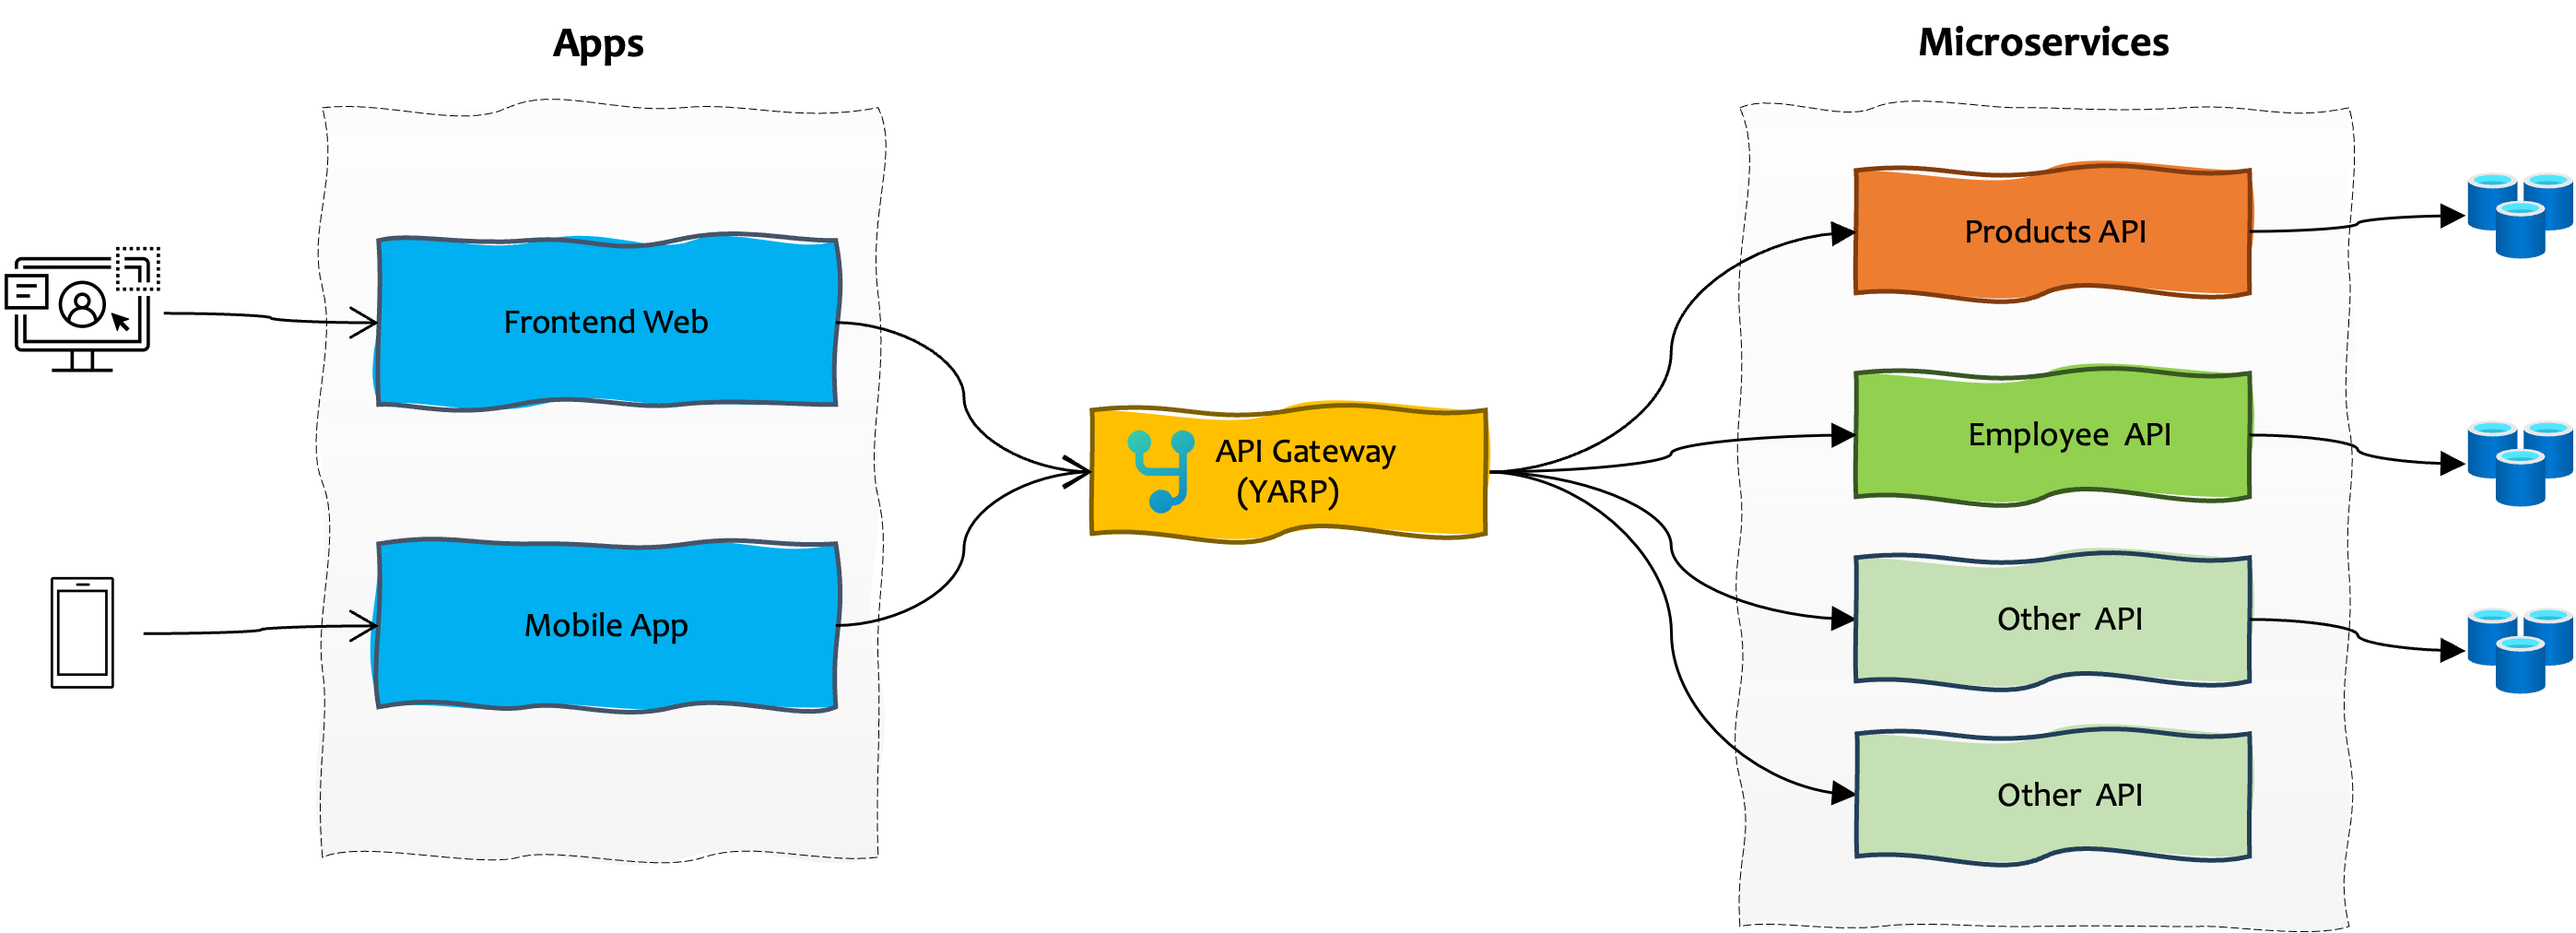 Apps
Microservices
Frontend Web
Mobile App
API Gateway
(YARP)
Products API
Employee API
Other API
Other API